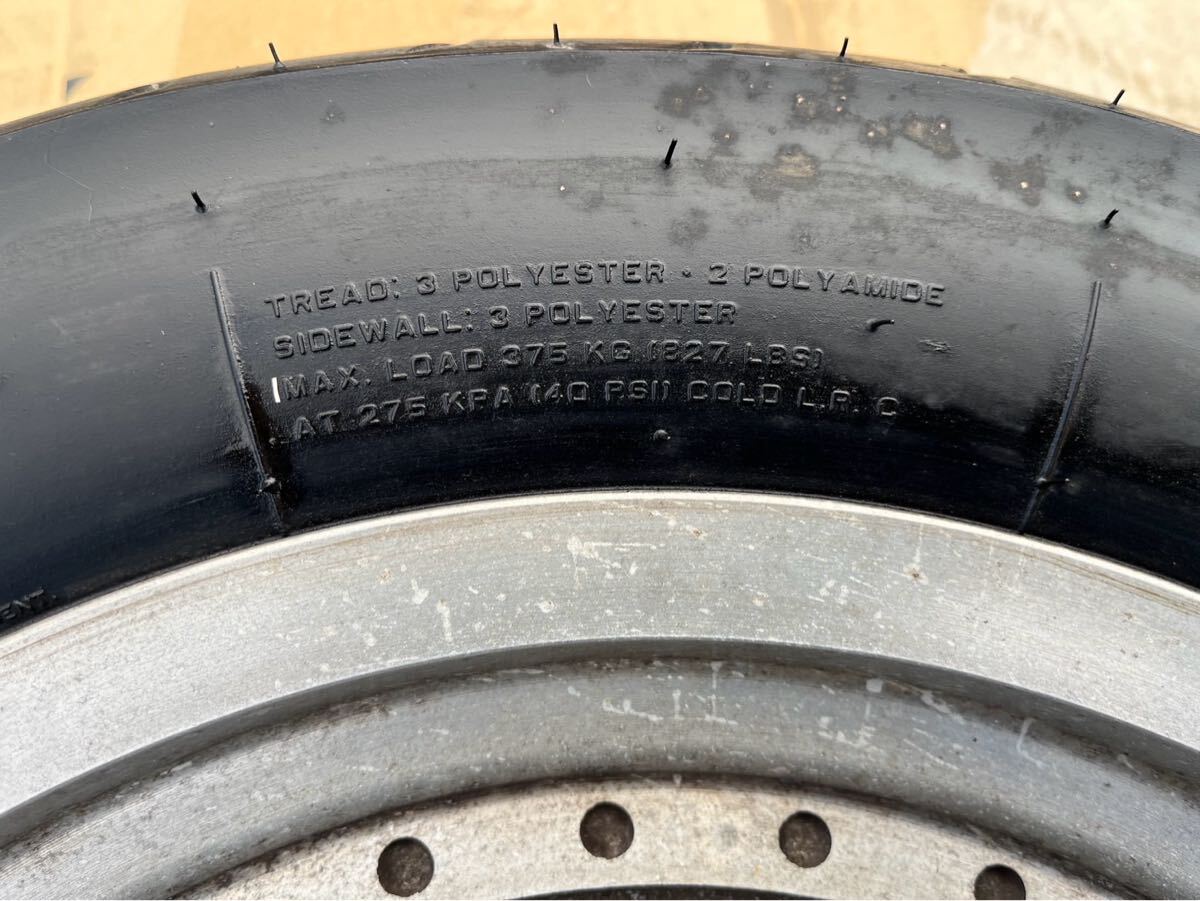 TREAD: 3 POLYESTER · 2 POLYAMIDE
SIDEWALL: 3 POLYESTER
MAX. LOAD 375 KG (827 LBS)
AT 275 KPA (40 PSI) COLD L.R. C